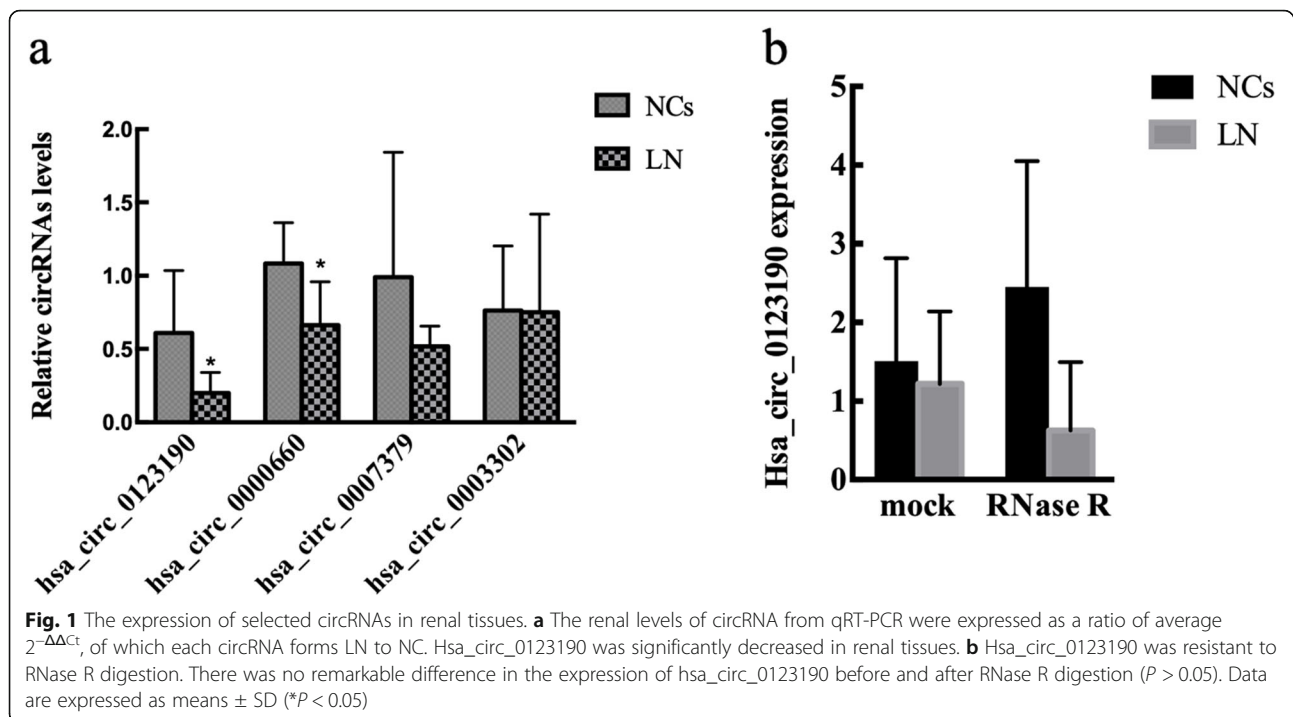 a
Relative circRNAs levels
2.0
1.5
1.0
0.5
0.0
*
*
NCs
LN
hsa_circ_0123190
hsa_circ_0000660
hsa_circ_0007379
hsa_circ_0003302
b
Hsa_circ_0123190 expression
5
4
3
2
1
0
NCs
LN
mock
RNase R
Fig. 1 The expression of selected circRNAs in renal tissues. a The renal levels of circRNA from qRT-PCR were expressed as a ratio of average
2−ΔΔCt, of which each circRNA forms LN to NC. Hsa_circ_0123190 was significantly decreased in renal tissues. b Hsa_circ_0123190 was resistant to
RNase R digestion. There was no remarkable difference in the expression of hsa_circ_0123190 before and after RNase R digestion (P > 0.05). Data
are expressed as means ± SD (*P < 0.05)